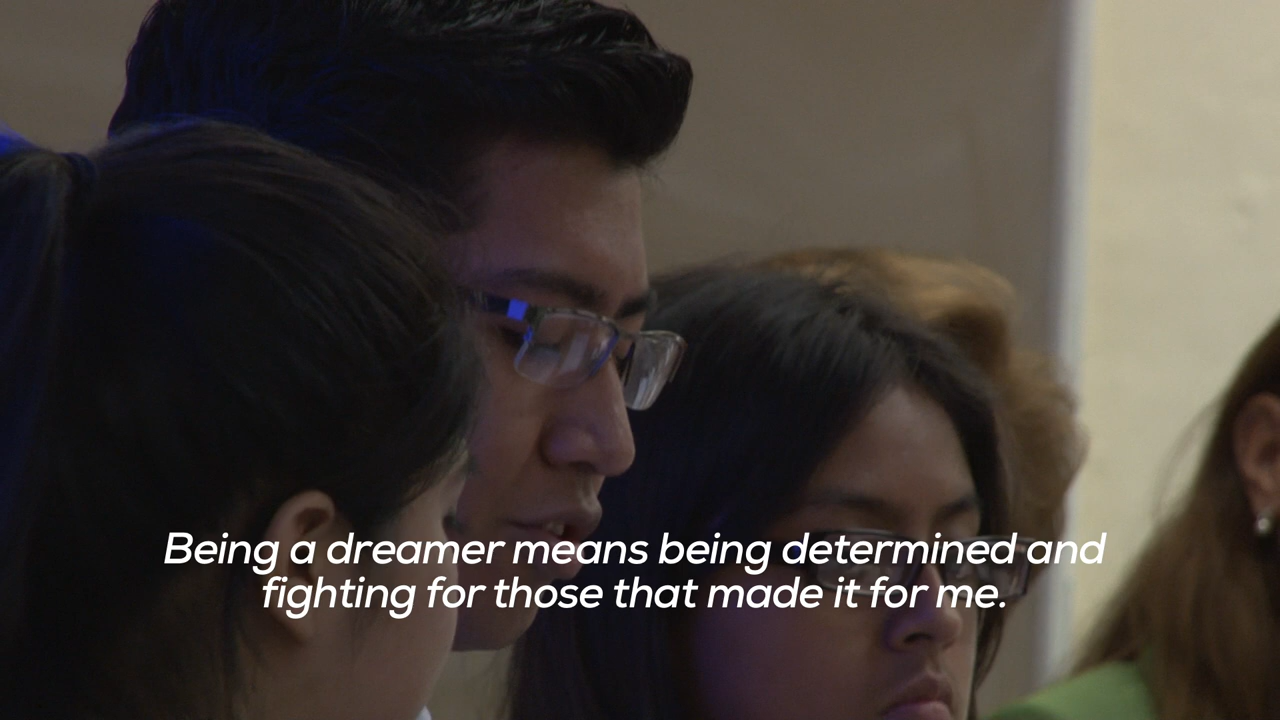 Being a dreamer means being determined and
fighting for those that made it for me.